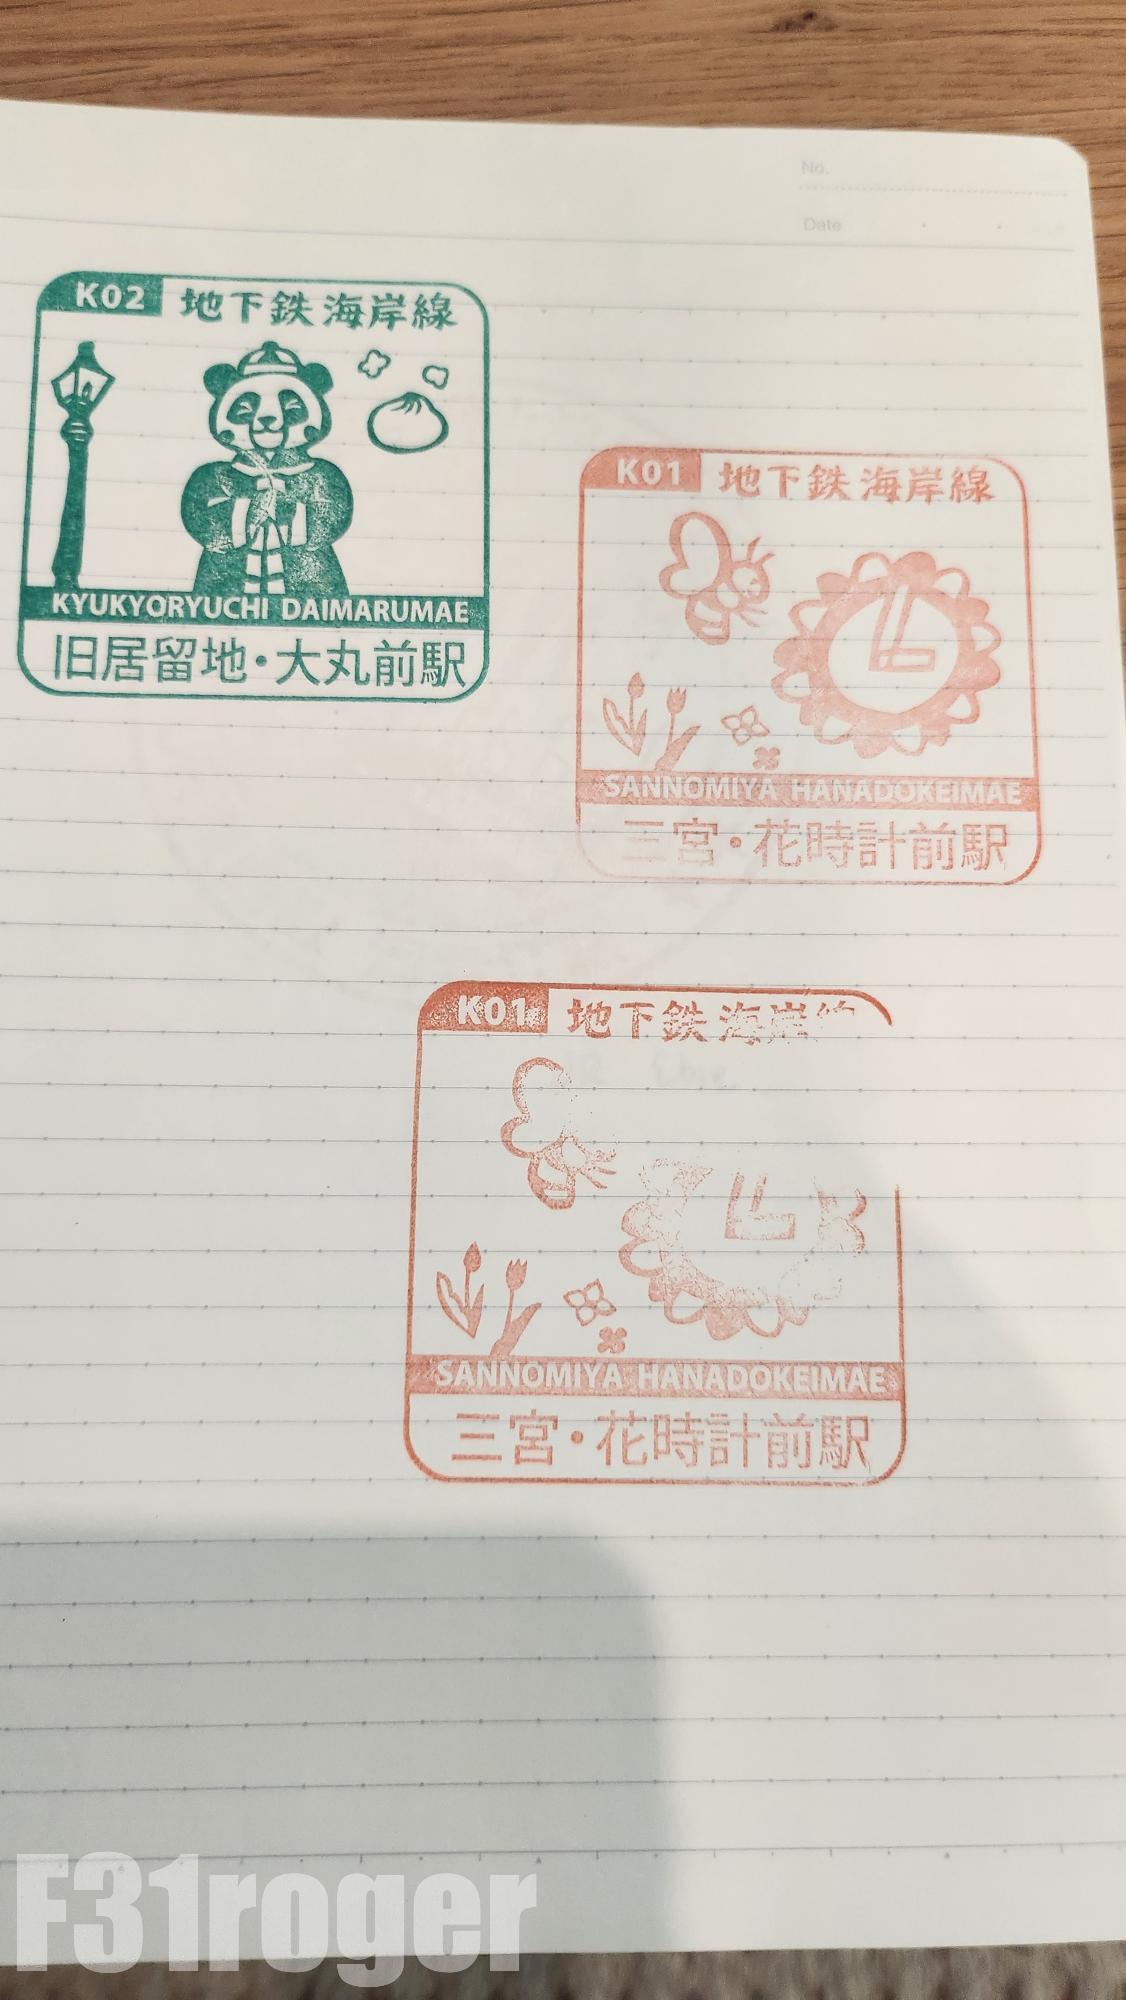 No.
Date
K02 地下鉄 海岸線
KYUKYORYUCHI DAIMARUMAE
旧居留地・大丸前駅
K01 地下鉄 海岸線
SANNOMIYA HANADOKEIMAE
三宮・花時計前駅
K01 地下鉄 海岸線
SANNOMIYA HANADOKEIMAE
三宮・花時計前駅
F31roger